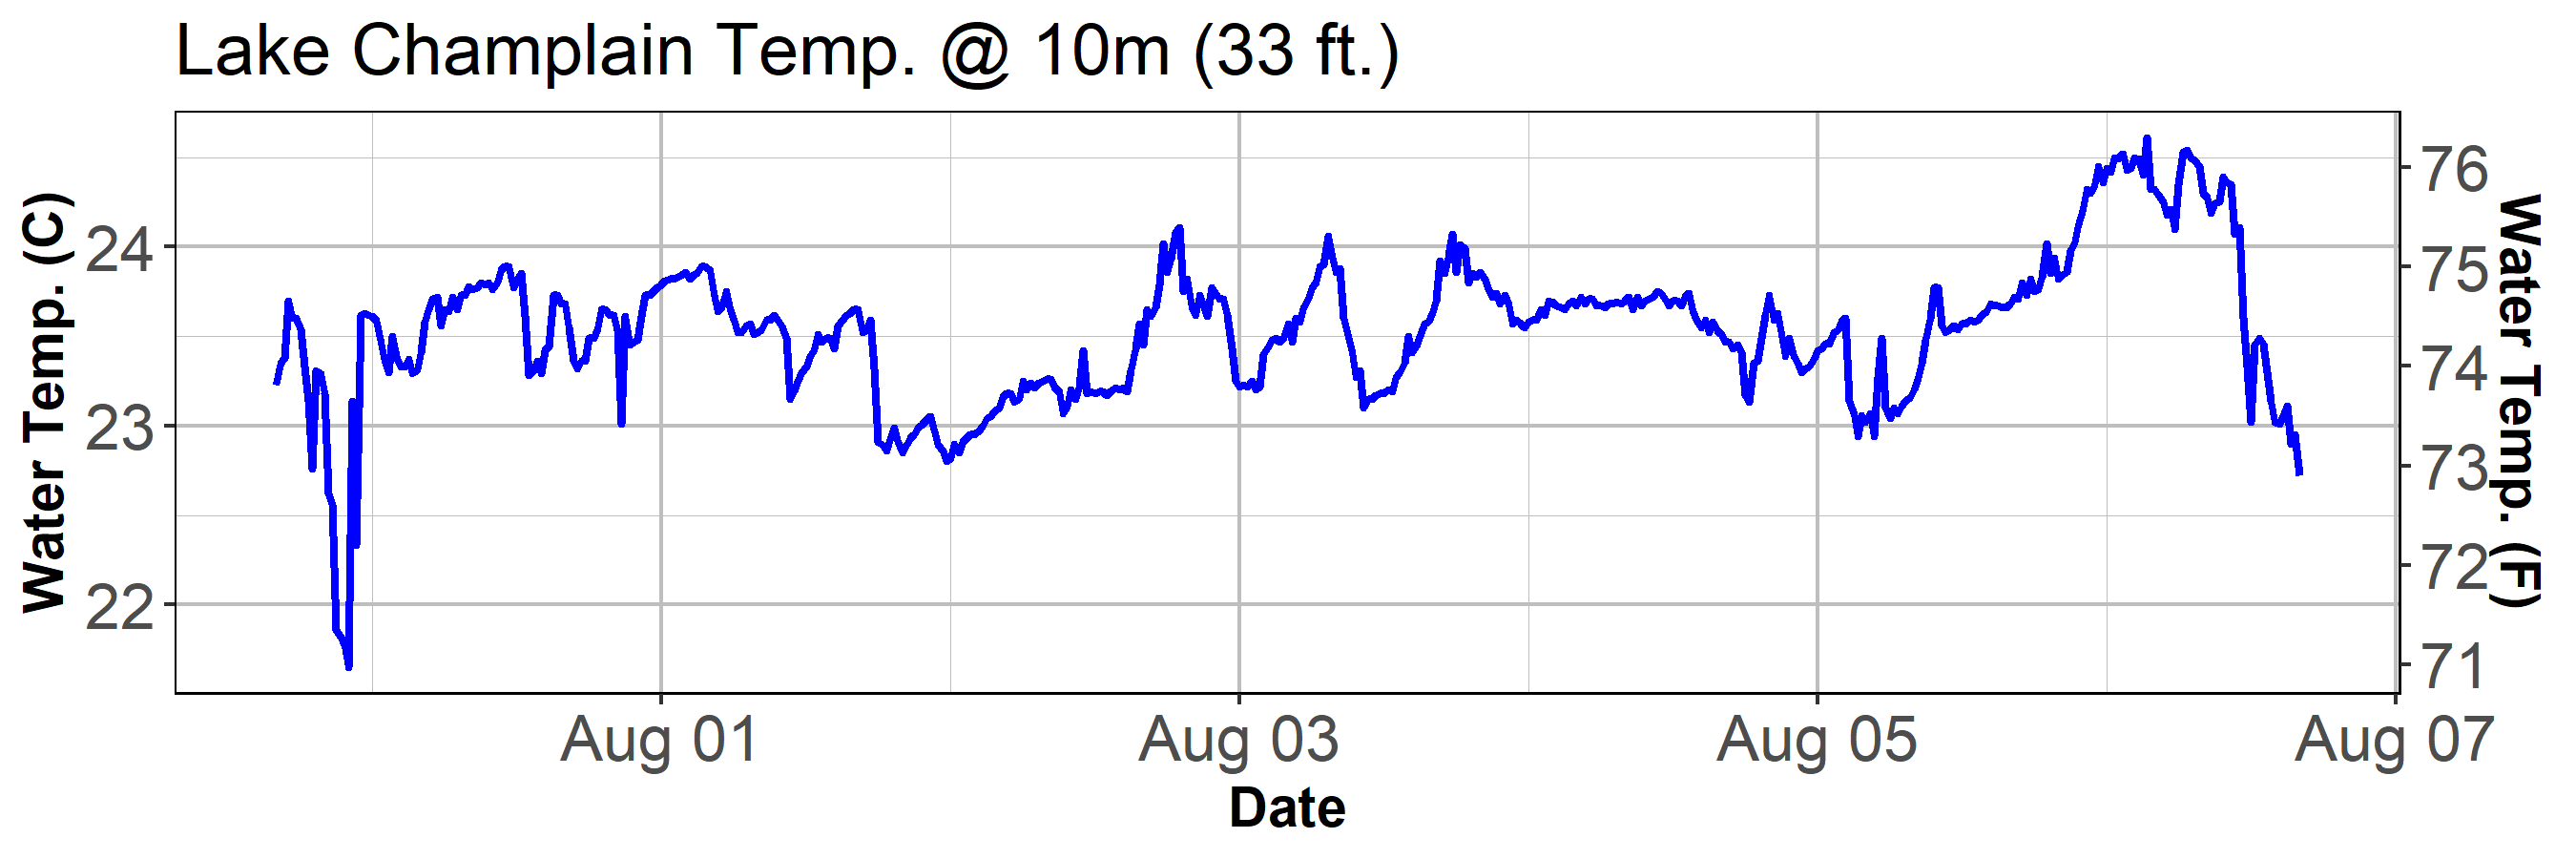 Lake Champlain Temp. @ 10m (33 ft.)
Water Temp. (C)
24
23
22
76
75
74
73
72
71
Water Temp. (F)
Aug 01 Aug 03 Aug 05 Aug 07
Date